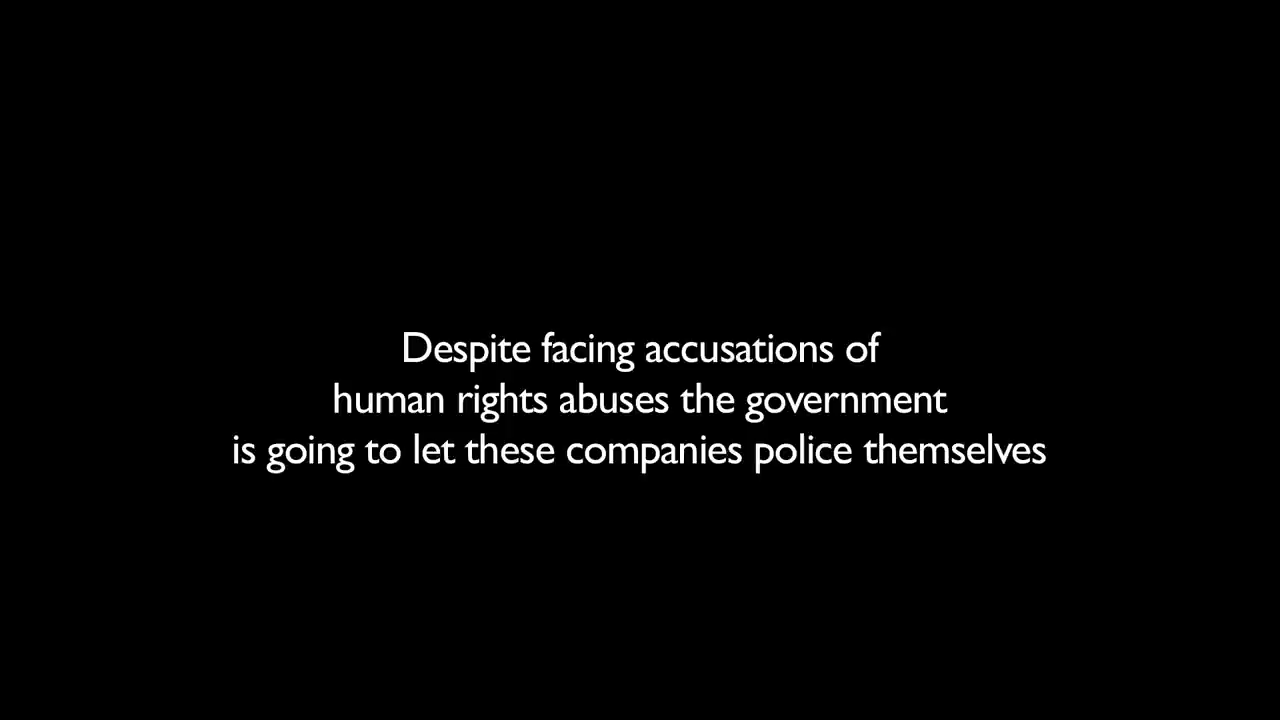 Despite facing accusations of
human rights abuses the government
is going to let these companies police themselves